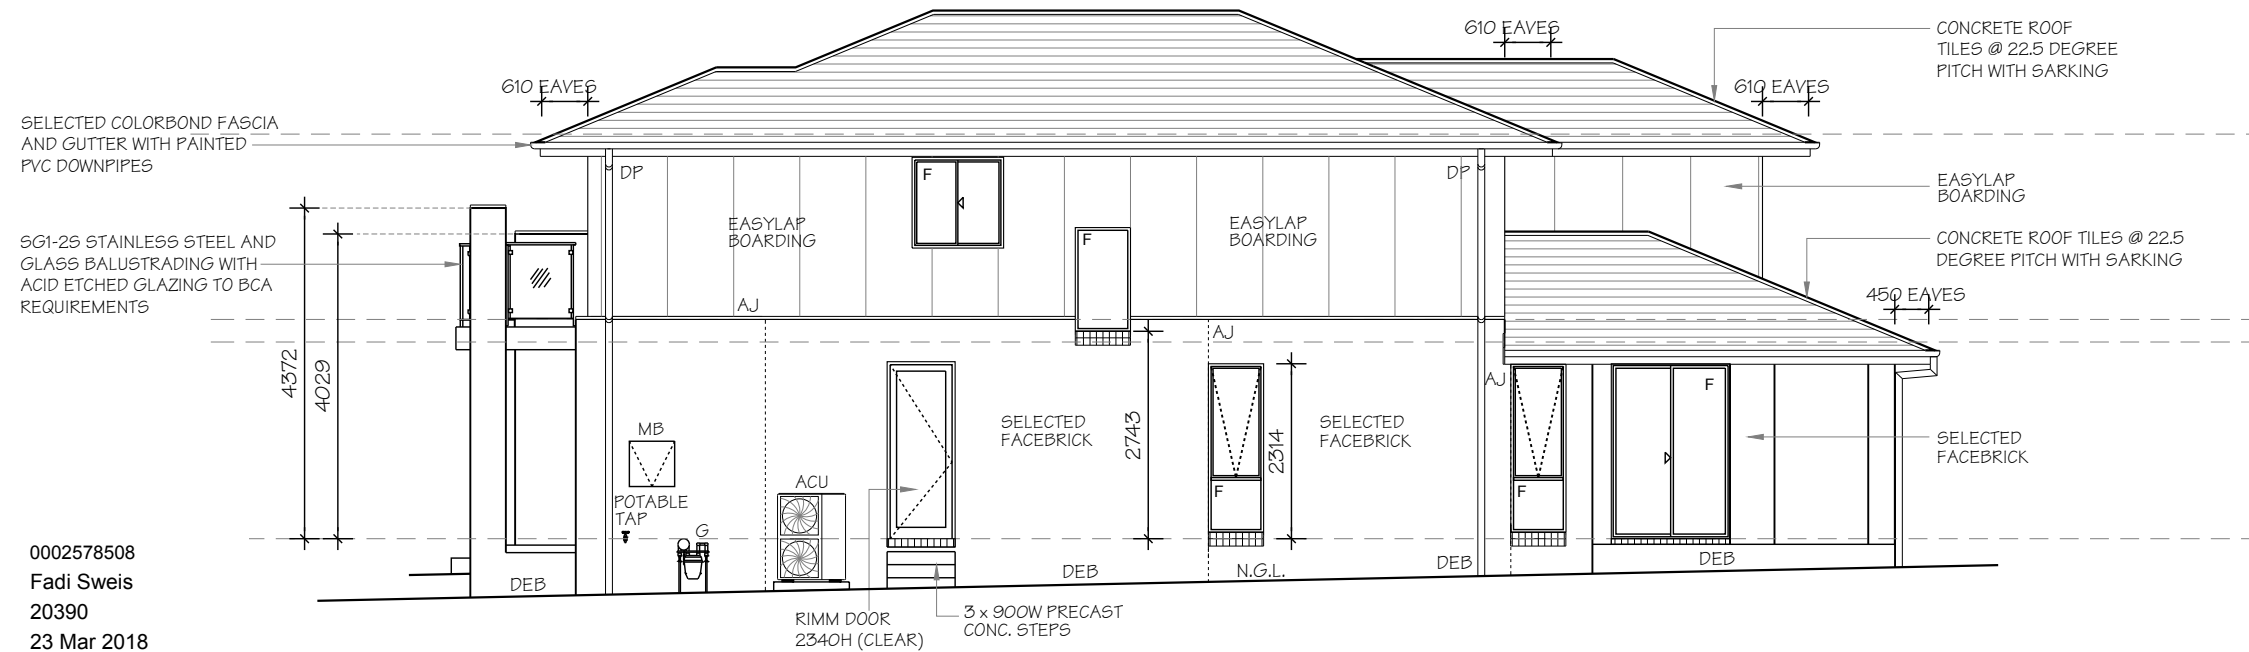 610 EAVES
CONCRETE ROOF
TILES @ 22.5 DEGREE
PITCH WITH SARKING
610 EAVES
610 EAVES
SELECTED COLORBOND FASCIA
AND GUTTER WITH PAINTED
PVC DOWNPIPES
DP
F
DP
EASYLAP
BOARDING
EASYLAP
BOARDING
EASYLAP
BOARDING
F
SG1-2S STAINLESS STEEL AND
GLASS BALUSTRADING WITH
ACID ETCHED GLAZING TO BCA
REQUIREMENTS
CONCRETE ROOF TILES @ 22.5
DEGREE PITCH WITH SARKING
450 EAVES
AJ
AJ
AJ
4372
4029
F
SELECTED
FACEBRICK
2743
2314
SELECTED
FACEBRICK
SELECTED
FACEBRICK
MB
ACU
POTABLE
TAP
G
F
F
DEB
DEB
N.G.L.
DEB
DEB
0002578508
Fadi Sweis
20390
23 Mar 2018
RIMM DOOR
2340H (CLEAR)
3 x 900W PRECAST
CONC. STEPS